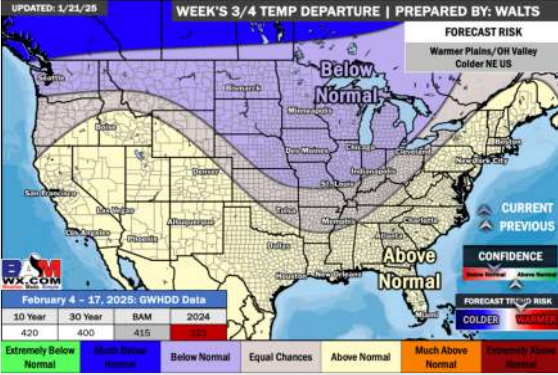 UPDATED: 1/21/25
WEEK'S 3/4 TEMP DEPARTURE | PREPARED BY: WALTS
FORECAST RISK
Warmer Plains/OH Valley
Colder NE US
Below
Normal
Seattle
Bismarck
Minneapolis
Boise
Des Moines
Chicago
Cleveland
Boston
New York City
Indianapolis
Denver
St. Louis
San Francisco
Las Vegas
Tulsa
Memphis
Charlotte
Los Angeles
Albuquerque
Phoenix
Dallas
Atlanta
Houston
New Orleans
Above
Normal
Miami
CURRENT
PREVIOUS
CONFIDENCE
Below Normal
Above Normal
FORECAST TREND RISK
COLDER
WARMER
BAM
WX.COM
Weather Made Simple
February 4 – 17, 2025: GWHDD Data
10 Year 30 Year BAM 2024
420 400 415
Extremely Below Normal
Much Below Normal
Below Normal
Equal Chances
Above Normal
Much Above Normal
Extremely Above Normal